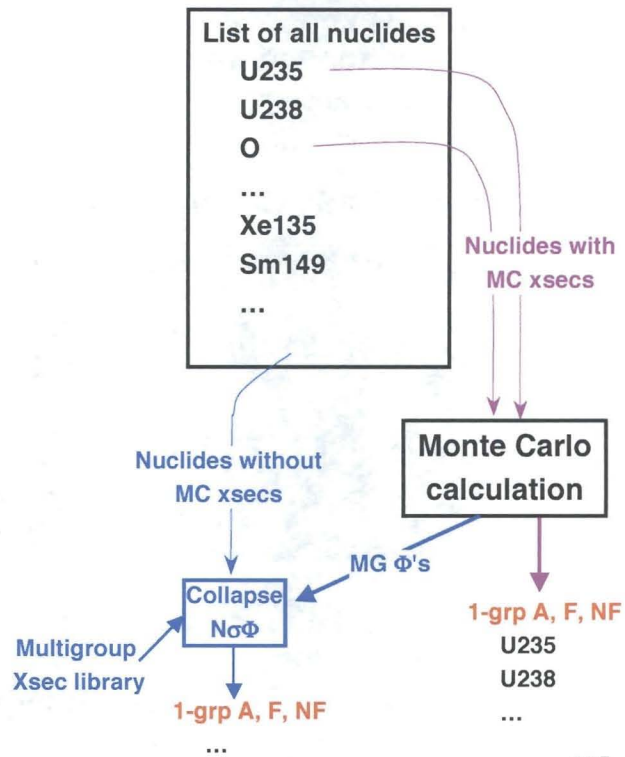 List of all nuclides
U235
U238
O
...
Xe135
Sm149
...
Nuclides with
MC xsecs
Nuclides without
MC xsecs
Monte Carlo
calculation
MG Φ's
Collapse
NσΦ
Multigroup
Xsec library
1-grp A, F, NF
...
1-grp A, F, NF
U235
U238
...